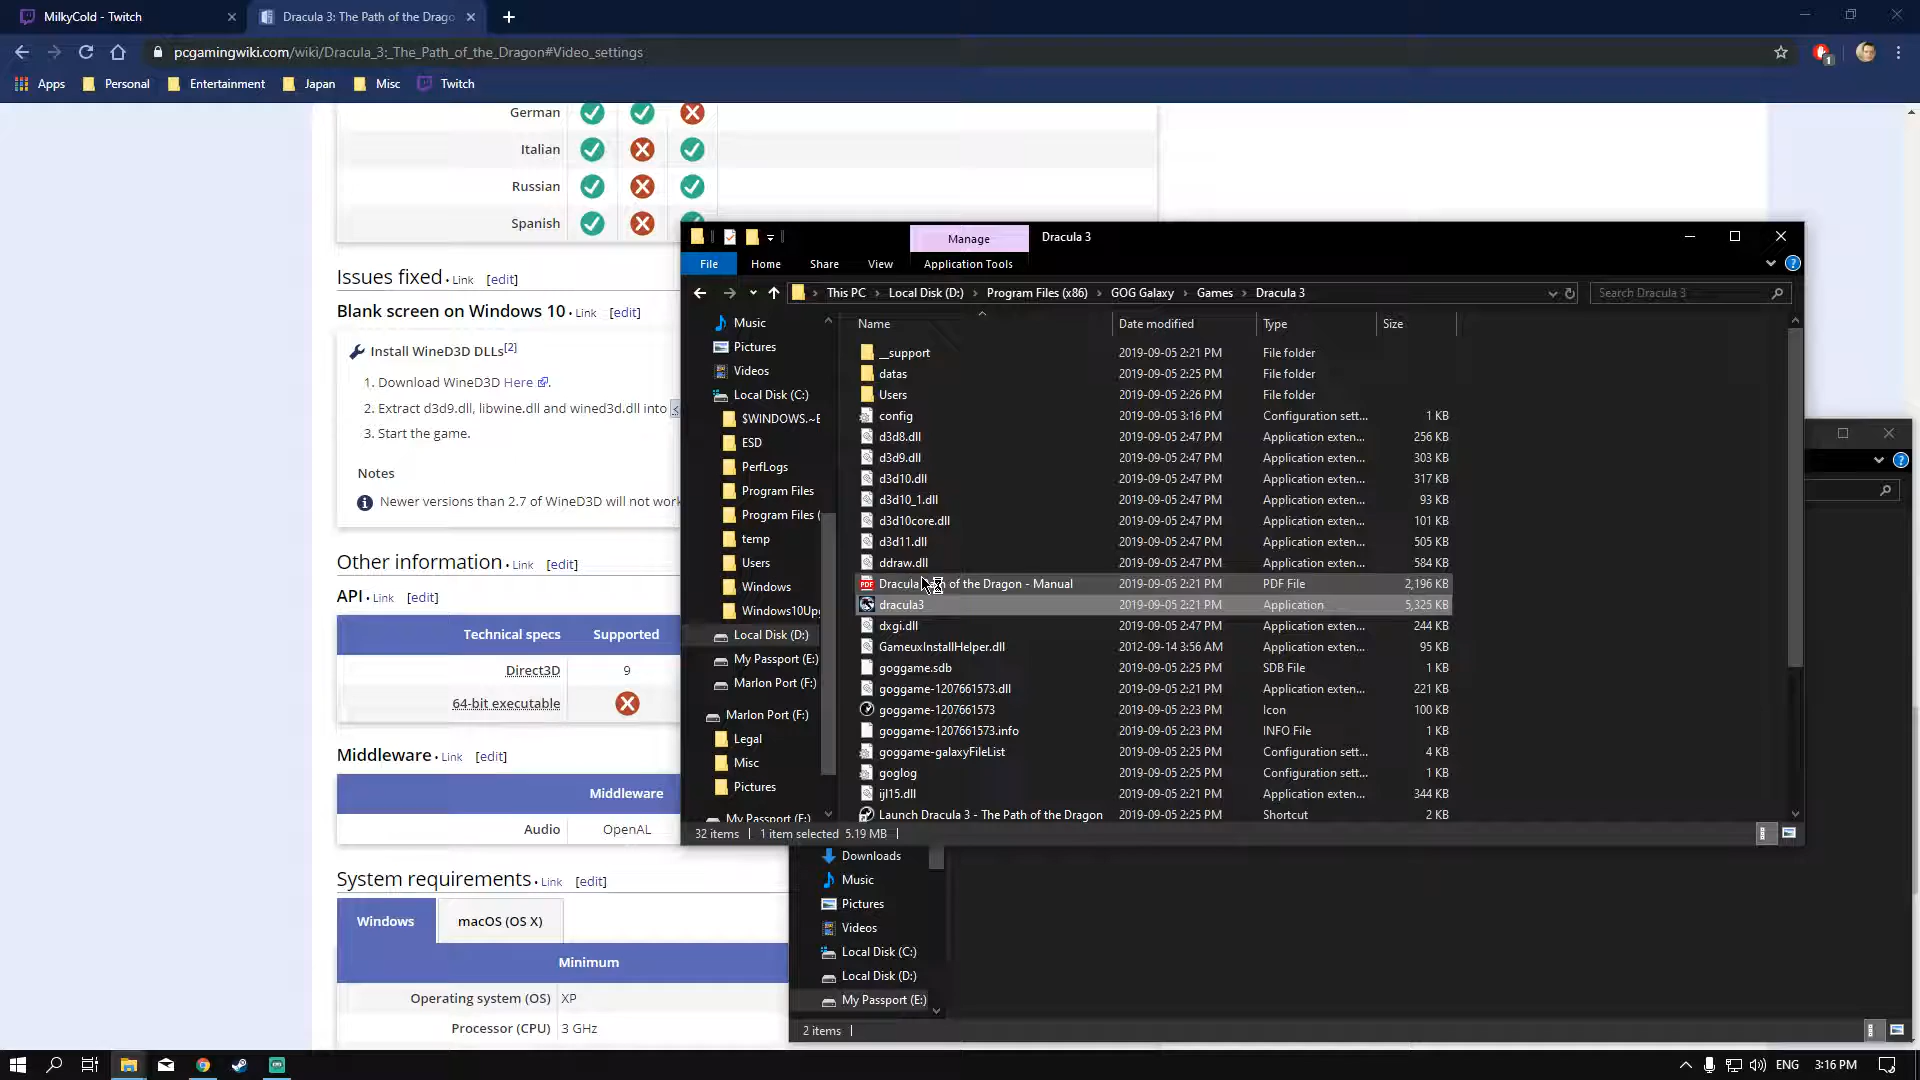 MilkyCold - Twitch
Dracula 3: The Path of the Drago
pcgamingwiki.com/wiki/Dracula_3:_The_Path_of_the_Dragon#Video_settings
1
Apps
Personal
Entertainment
Japan
Misc
Twitch
German
Italian
Russian
Spanish
Issues fixed • Link [edit]
Blank screen on Windows 10 • Link [edit]
Install WineD3D DLLs[2]
1. Download WineD3D Here .
2. Extract d3d9.dll, libwine.dll and wined3d.dll into <
3. Start the game.
Notes
Newer versions than 2.7 of WineD3D will not work
Other information • Link [edit]
API • Link [edit]
Technical specs Supported
Direct3D 9
64-bit executable
Middleware • Link [edit]
Middleware
Audio OpenAL
System requirements • Link [edit]
Windows macOS (OS X)
Minimum
Operating system (OS) XP
Processor (CPU) 3 GHz
Manage
Dracula 3
File
Home
Share
View
Application Tools
This PC > Local Disk (D:) > Program Files (x86) > GOG Galaxy > Games > Dracula 3
Search Dracula 3
Music
Pictures
Videos
Local Disk (C:)
$WINDOWS.~E
ESD
PerfLogs
Program Files
Program Files (
temp
Users
Windows
Windows10Upg
Local Disk (D:)
My Passport (E:)
Marlon Port (F:)
Marlon Port (F:)
Legal
Misc
Pictures
My Passport (E:)
Name Date modified Type Size
__support 2019-09-05 2:21 PM File folder
datas 2019-09-05 2:25 PM File folder
Users 2019-09-05 2:26 PM File folder
config 2019-09-05 3:16 PM Configuration sett... 1 KB
d3d8.dll 2019-09-05 2:47 PM Application exten... 256 KB
d3d9.dll 2019-09-05 2:47 PM Application exten... 303 KB
d3d10.dll 2019-09-05 2:47 PM Application exten... 317 KB
d3d10_1.dll 2019-09-05 2:47 PM Application exten... 93 KB
d3d10core.dll 2019-09-05 2:47 PM Application exten... 101 KB
d3d11.dll 2019-09-05 2:47 PM Application exten... 505 KB
ddraw.dll 2019-09-05 2:47 PM Application exten... 584 KB
Dracula of the Dragon - Manual 2019-09-05 2:21 PM PDF File 2,196 KB
dracula3 2019-09-05 2:21 PM Application 5,325 KB
dxgi.dll 2019-09-05 2:47 PM Application exten... 244 KB
GameuxInstallHelper.dll 2012-09-14 3:56 AM Application exten... 95 KB
goggame.sdb 2019-09-05 2:21 PM SDB File 1 KB
goggame-1207661573.dll 2019-09-05 2:21 PM Application exten... 221 KB
goggame-1207661573 2019-09-05 2:23 PM Icon 100 KB
goggame-1207661573.info 2019-09-05 2:23 PM INFO File 1 KB
goggame-galaxyFileList 2019-09-05 2:25 PM Configuration sett... 4 KB
goglog 2019-09-05 2:25 PM Configuration sett... 1 KB
ijl15.dll 2019-09-05 2:21 PM Application exten... 344 KB
Launch Dracula 3 - The Path of the Dragon 2019-09-05 2:25 PM Shortcut 2 KB
32 items 1 item selected 5.19 MB
Downloads
Music
Pictures
Videos
Local Disk (C:)
Local Disk (D:)
My Passport (E:)
2 items
ENG
3:16 PM